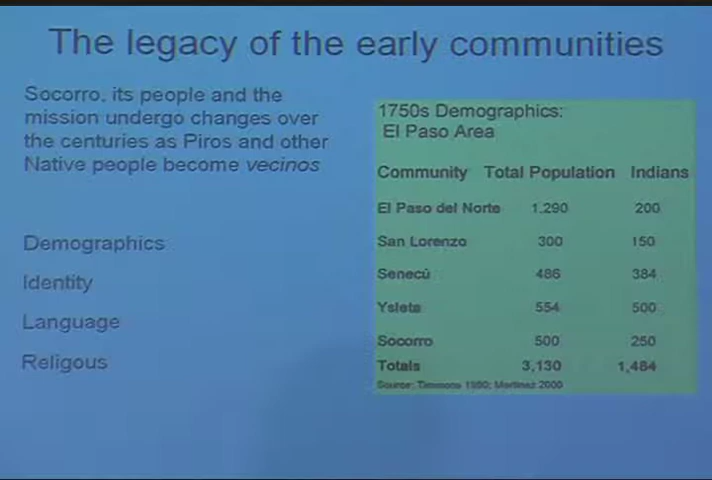 The legacy of the early communities
Socorro, its people and the
mission undergo changes over
the centuries as Piros and other
Native people become vecinos
Demographics
Identity
Language
Religous
1750s Demographics:
El Paso Area
Community Total Population Indians
El Paso del Norte 1,290 200
San Lorenzo 300 150
Senecú 486 384
Ysleta 554 500
Socorro 500 250
Totals 3,130 1,484
Source: Timmons 1990; Martinez 2000